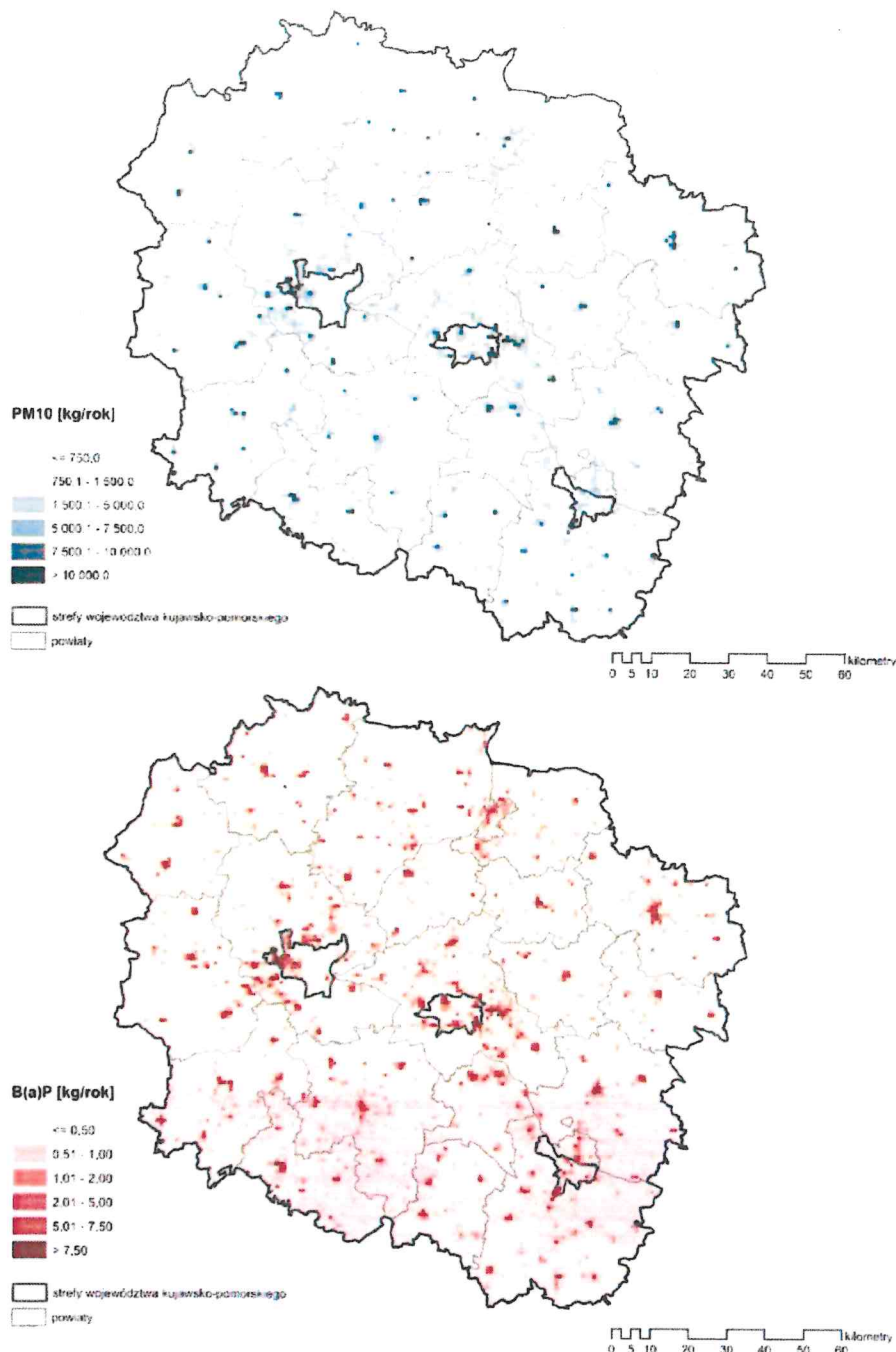 PM10 [kg/rok]
<= 750,0
750.1 - 1 500.0
1 500.1 - 5 000.0
5 000.1 - 7 500,0
7 500.1 - 10 000.0
> 10 000.0
strefy województwa kujawsko-pomorskiego
powiaty
kilometry
0 5 10 20 30 40 50 60
B(a)P [kg/rok]
<= 0,50
0.51 - 1,00
1,01 - 2,00
2.01 - 5,00
5.01 - 7.50
> 7.50
strefy województwa kujawsko-pomorskiego
powiaty
kilometry
0 5 10 20 30 40 50 60